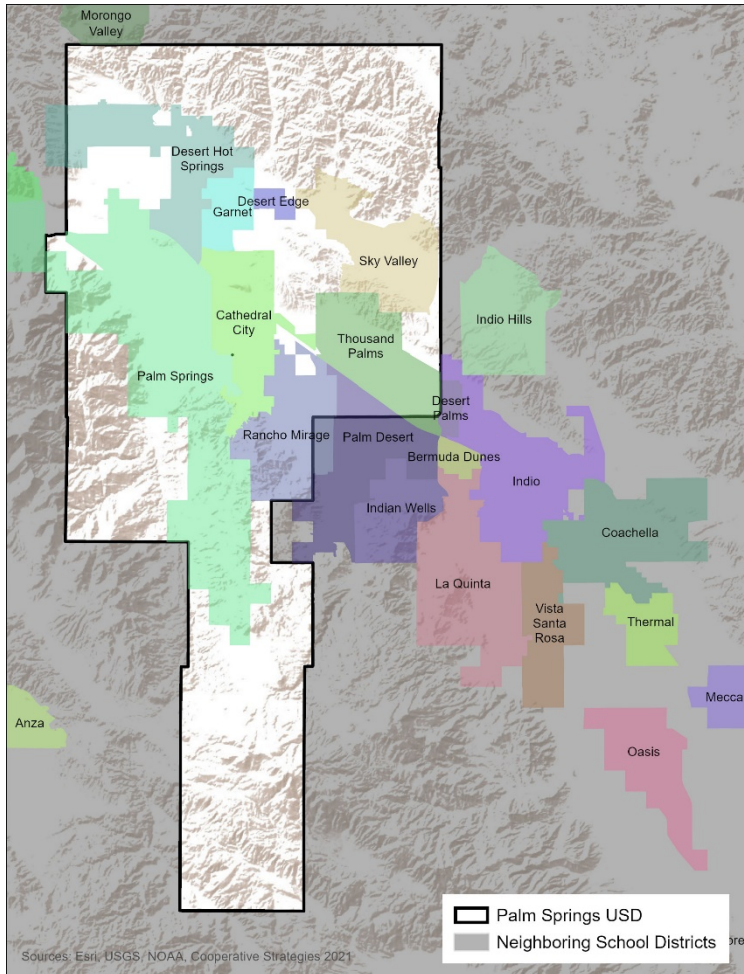 Morongo
Valley
Desert Hot
Springs
Desert Edge
Garnet
Sky Valley
Cathedral
City
Indio Hills
Thousand
Palms
Palm Springs
Desert
Palms
Rancho Mirage
Palm Desert
Bermuda Dunes
Indio
Indian Wells
Coachella
La Quinta
Vista
Santa
Rosa
Thermal
Mecca
Anza
Oasis
Palm Springs USD
Neighboring School Districts
Sources: Esri, USGS, NOAA, Cooperative Strategies 2021